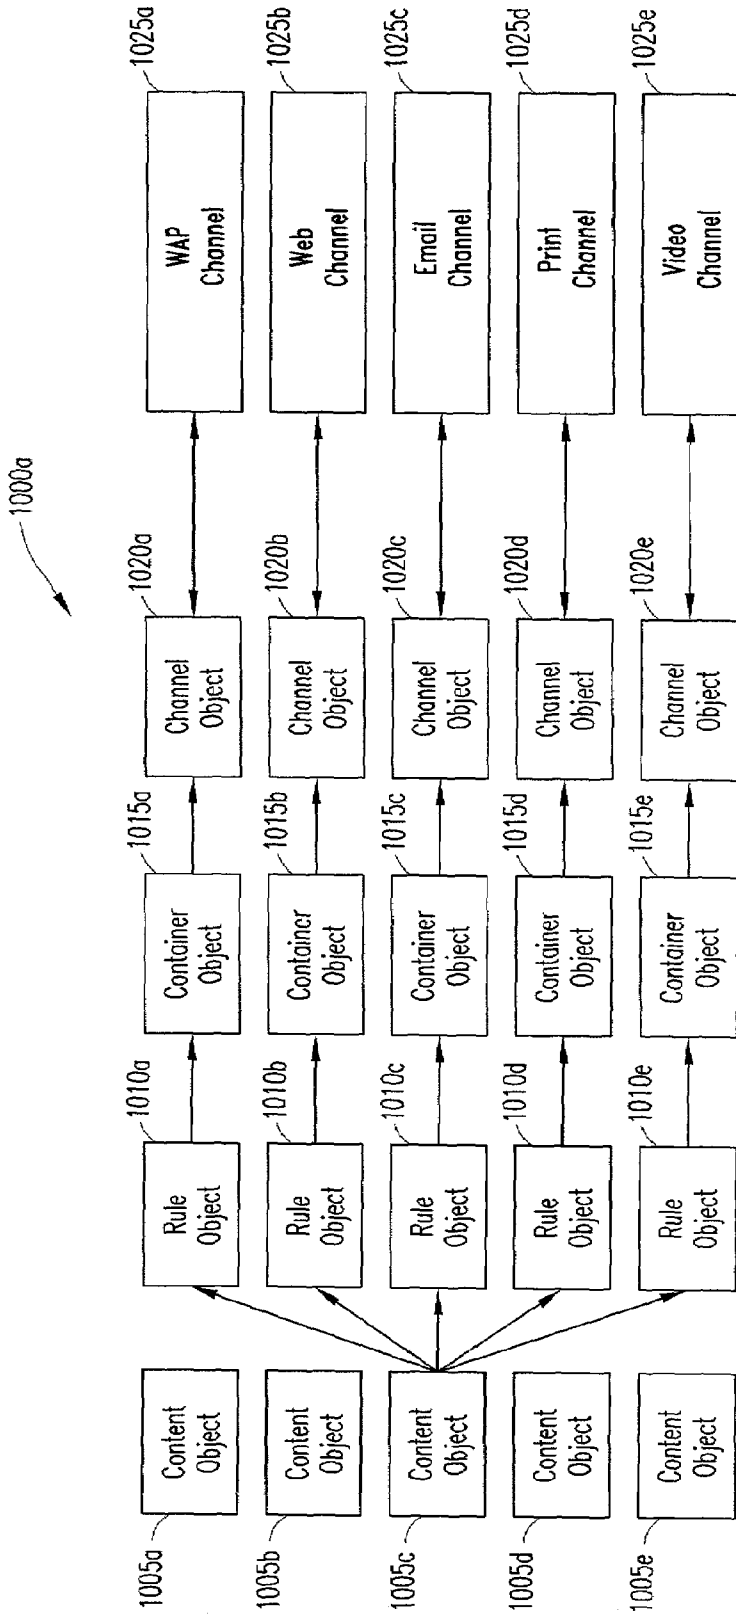 1000a
1005a
Content
Object
1010a
Rule
Object
1015a
Container
Object
1020a
Channel
Object
1025a
WAP
Channel
1005b
Content
Object
1010b
Rule
Object
1015b
Container
Object
1020b
Channel
Object
1025b
Web
Channel
1005c
Content
Object
1010c
Rule
Object
1015c
Container
Object
1020c
Channel
Object
1025c
Email
Channel
1005d
Content
Object
1010d
Rule
Object
1015d
Container
Object
1020d
Channel
Object
1025d
Print
Channel
1005e
Content
Object
1010e
Rule
Object
1015e
Container
Object
1020e
Channel
Object
1025e
Video
Channel